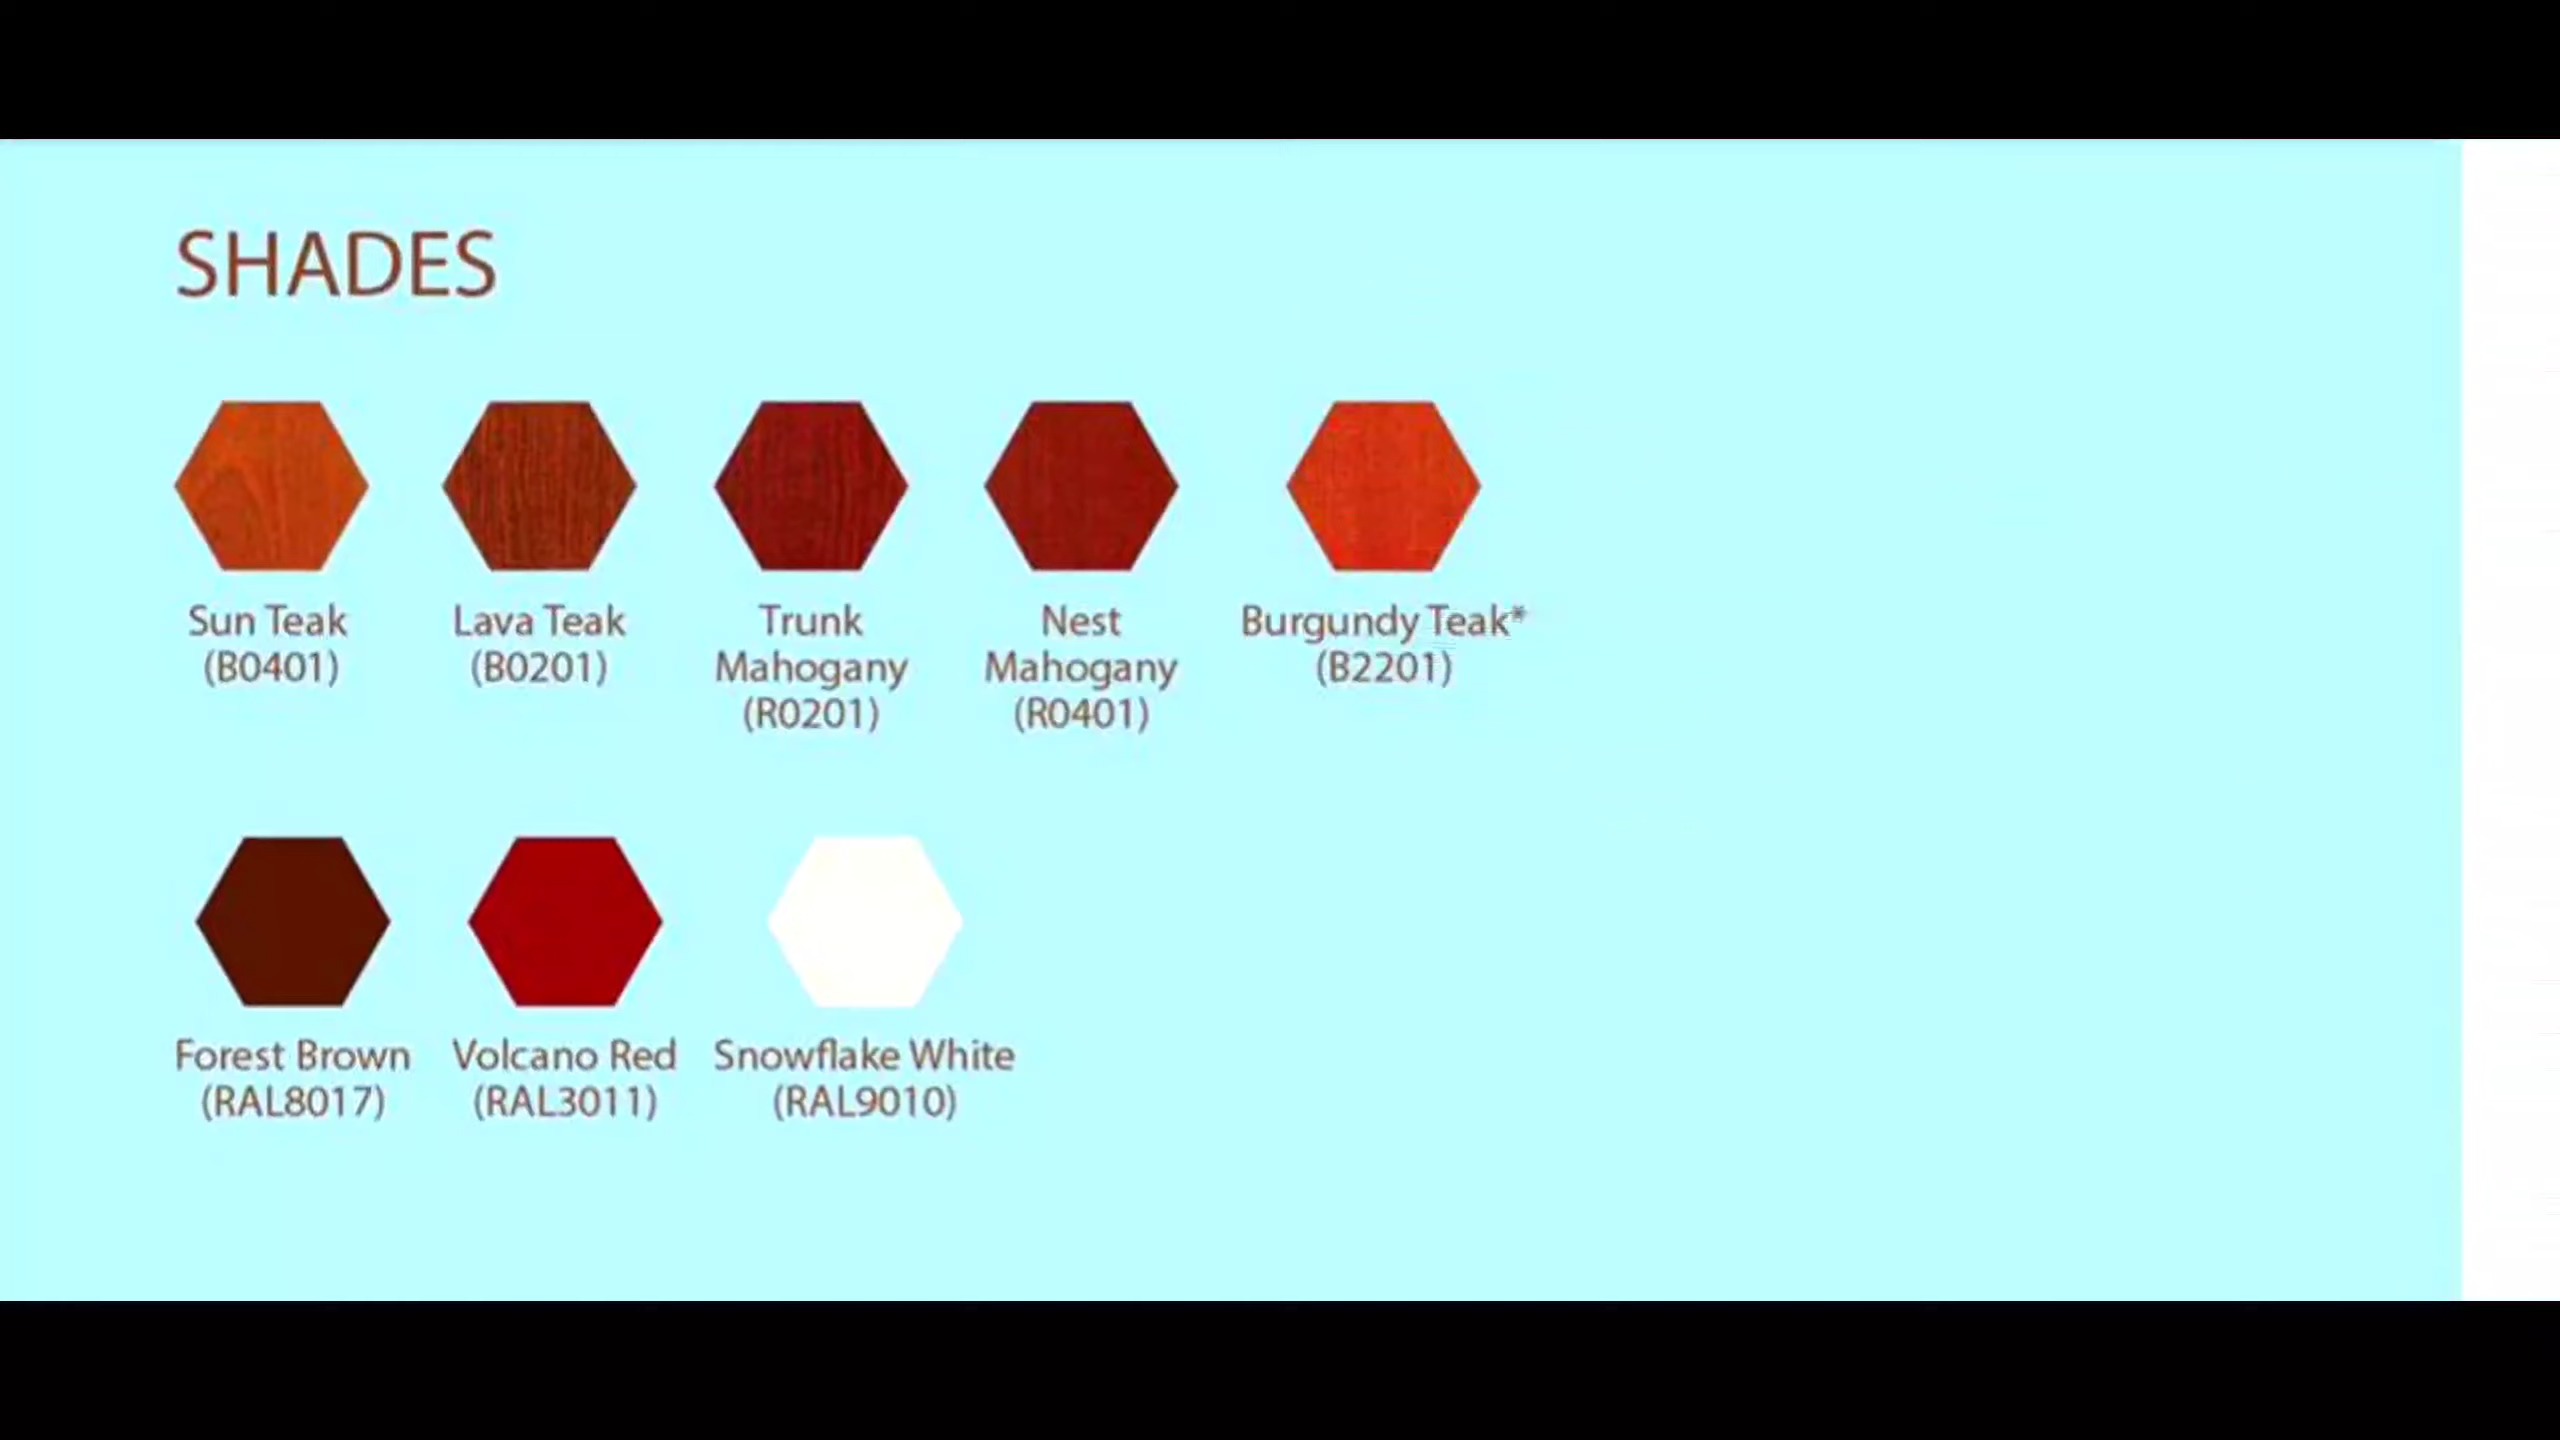 SHADES
Sun Teak
(B0401)
Lava Teak
(B0201)
Trunk
Mahogany
(R0201)
Nest
Mahogany
(R0401)
Burgundy Teak*
(B2201)
Forest Brown
(RAL8017)
Volcano Red
(RAL3011)
Snowflake White
(RAL9010)